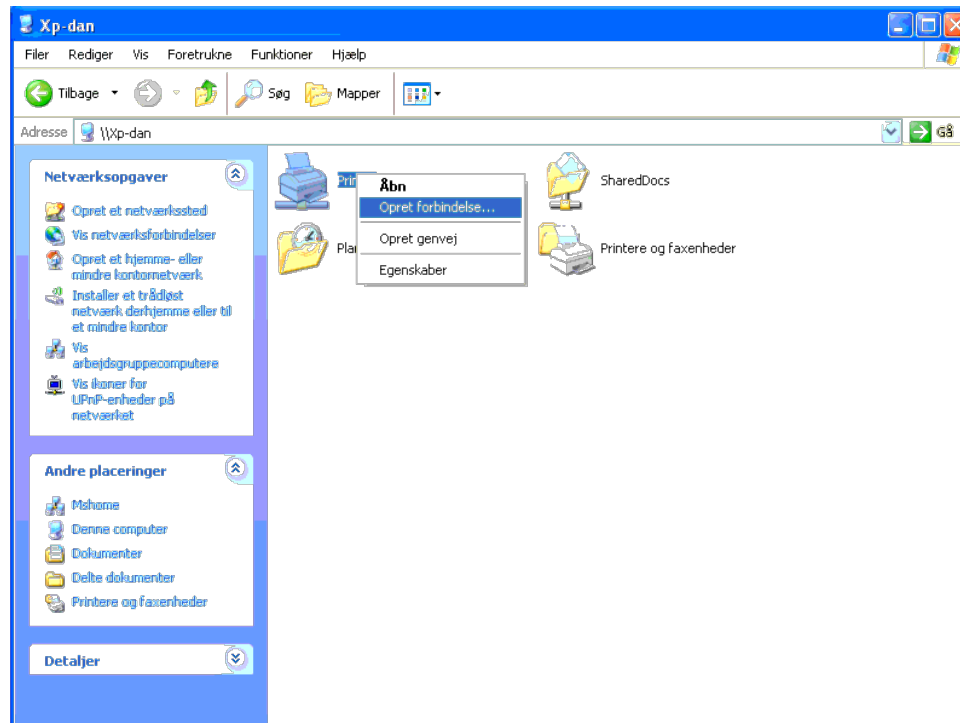 Xp-dan
Filer Rediger Vis Foretrukne Funktioner Hjælp
Tilbage Søg Mapper
Adresse \\Xp-dan Gå
Netværksopgaver
Opret et netværkssted
Vis netværksforbindelser
Opret et hjemme- eller
mindre kontornetværk
Installer et trådløst
netværk derhjemme eller til
et mindre kontor
Vis
arbejdsgruppecomputere
Vis ikoner for
UPnP-enheder på
netværket
Andre placeringer
Mshome
Denne computer
Dokumenter
Delte dokumenter
Printere og faxenheder
Detaljer
SharedDocs
Printere og faxenheder
Åbn
Opret forbindelse...
Opret genvej
Egenskaber